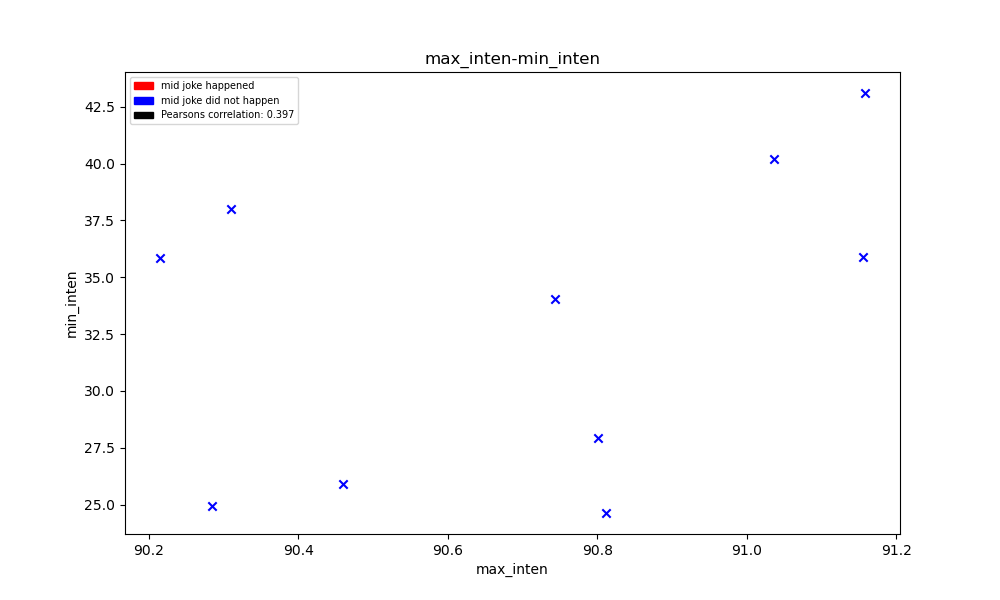 max_inten-min_inten
mid joke happened
mid joke did not happen
Pearsons correlation: 0.397
42.5
40.0
37.5
35.0
32.5
30.0
27.5
25.0
min_inten
90.2 90.4 90.6 90.8 91.0 91.2
max_inten